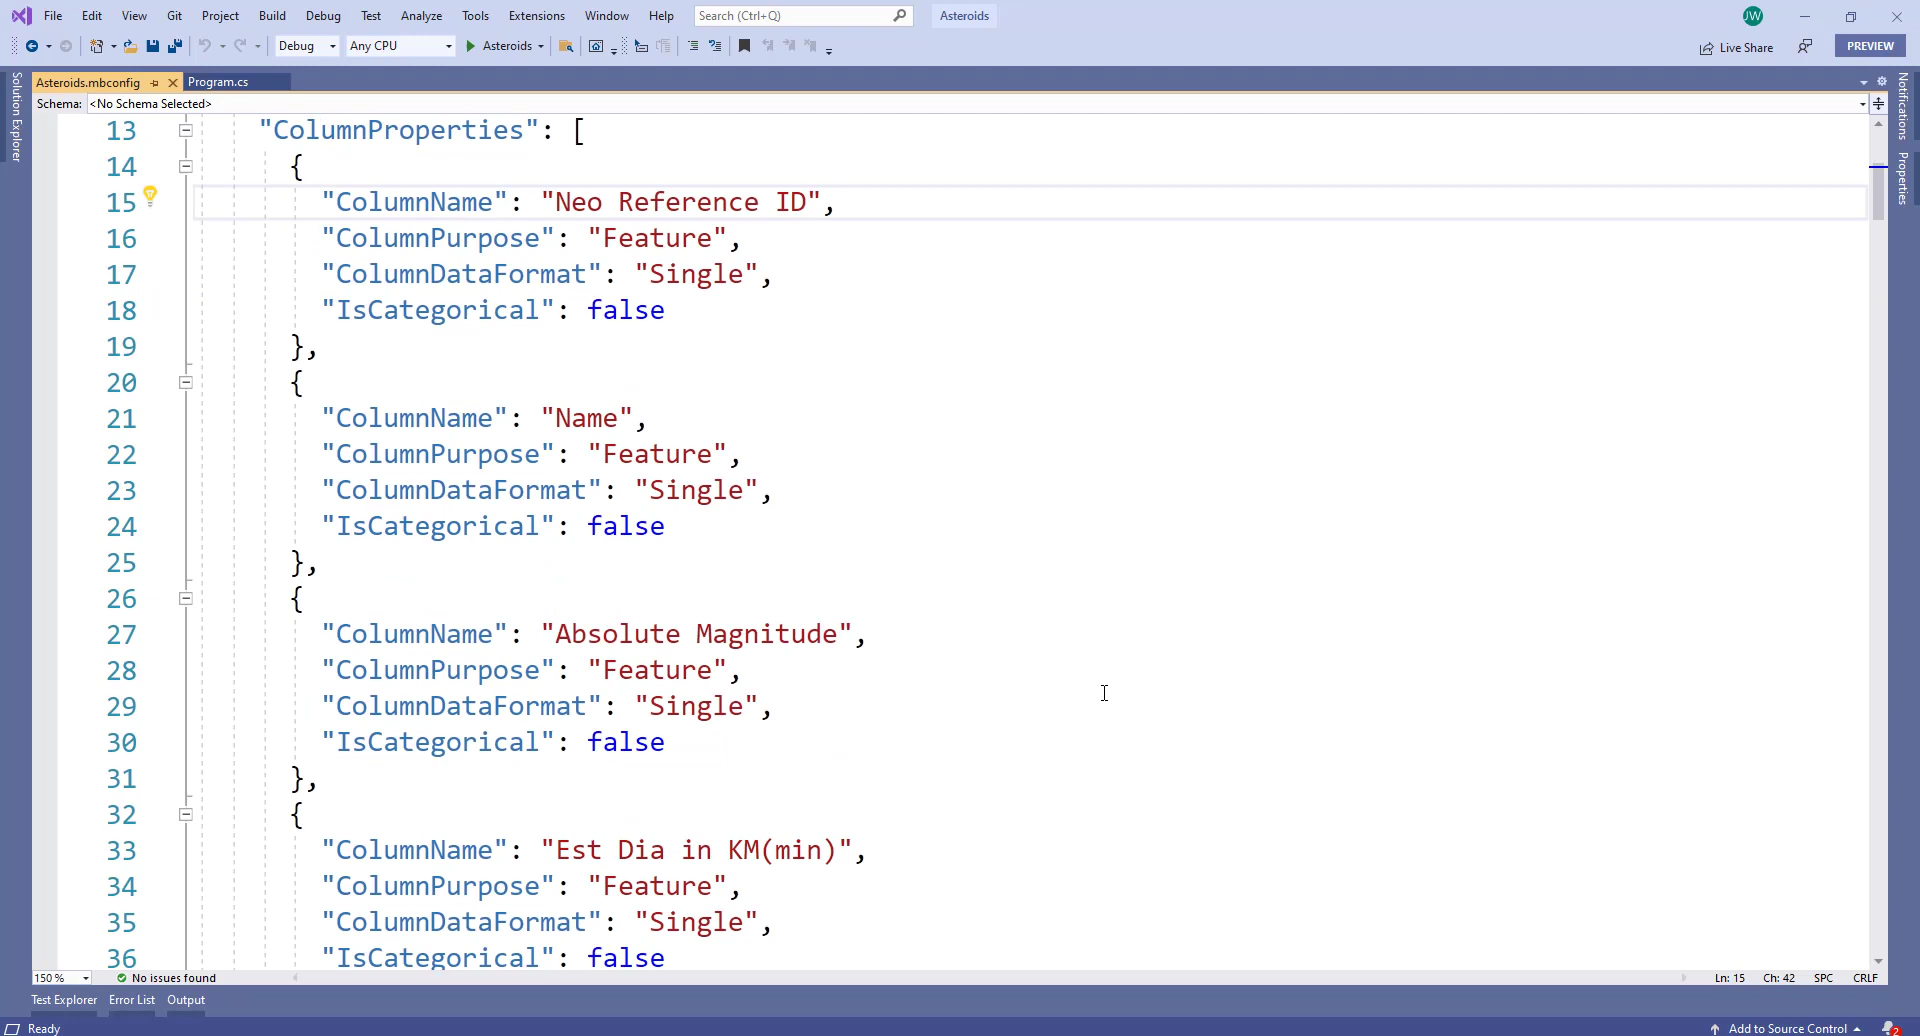 File Edit View Git Project Build Debug Test Analyze Tools Extensions Window Help Search (Ctrl+Q) Asteroids JW
Debug Any CPU Asteroids Live Share PREVIEW
Asteroids.mbconfig Program.cs
Schema: <No Schema Selected>
Solution Explorer
Notifications
Properties
13 "ColumnProperties": [
14 {
15 "ColumnName": "Neo Reference ID",
16 "ColumnPurpose": "Feature",
17 "ColumnDataFormat": "Single",
18 "IsCategorical": false
19 },
20 {
21 "ColumnName": "Name",
22 "ColumnPurpose": "Feature",
23 "ColumnDataFormat": "Single",
24 "IsCategorical": false
25 },
26 {
27 "ColumnName": "Absolute Magnitude",
28 "ColumnPurpose": "Feature",
29 "ColumnDataFormat": "Single",
30 "IsCategorical": false
31 },
32 {
33 "ColumnName": "Est Dia in KM(min)",
34 "ColumnPurpose": "Feature",
35 "ColumnDataFormat": "Single",
36 "IsCategorical": false
150 % No issues found Ln: 15 Ch: 42 SPC CRLF
Test Explorer Error List Output
Ready Add to Source Control 2